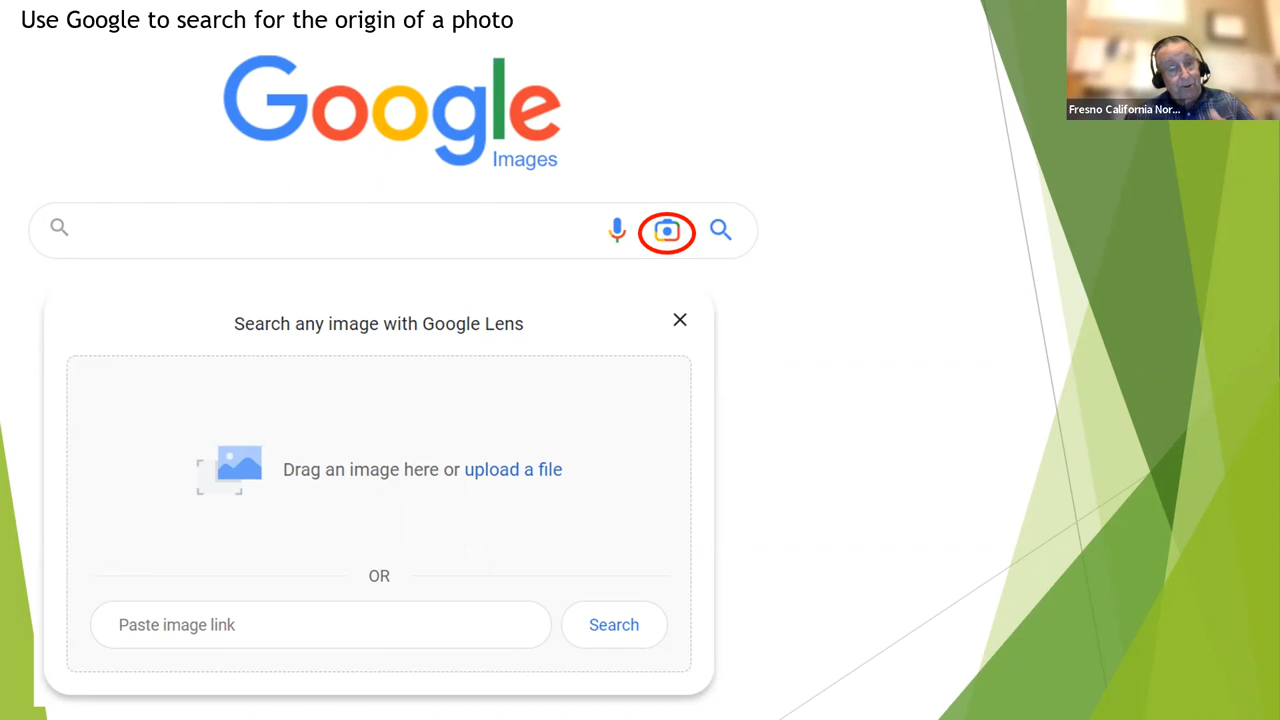 Use Google to search for the origin of a photo
Google
Images
Fresno California Nor...
Search any image with Google Lens
Drag an image here or upload a file
OR
Paste image link
Search